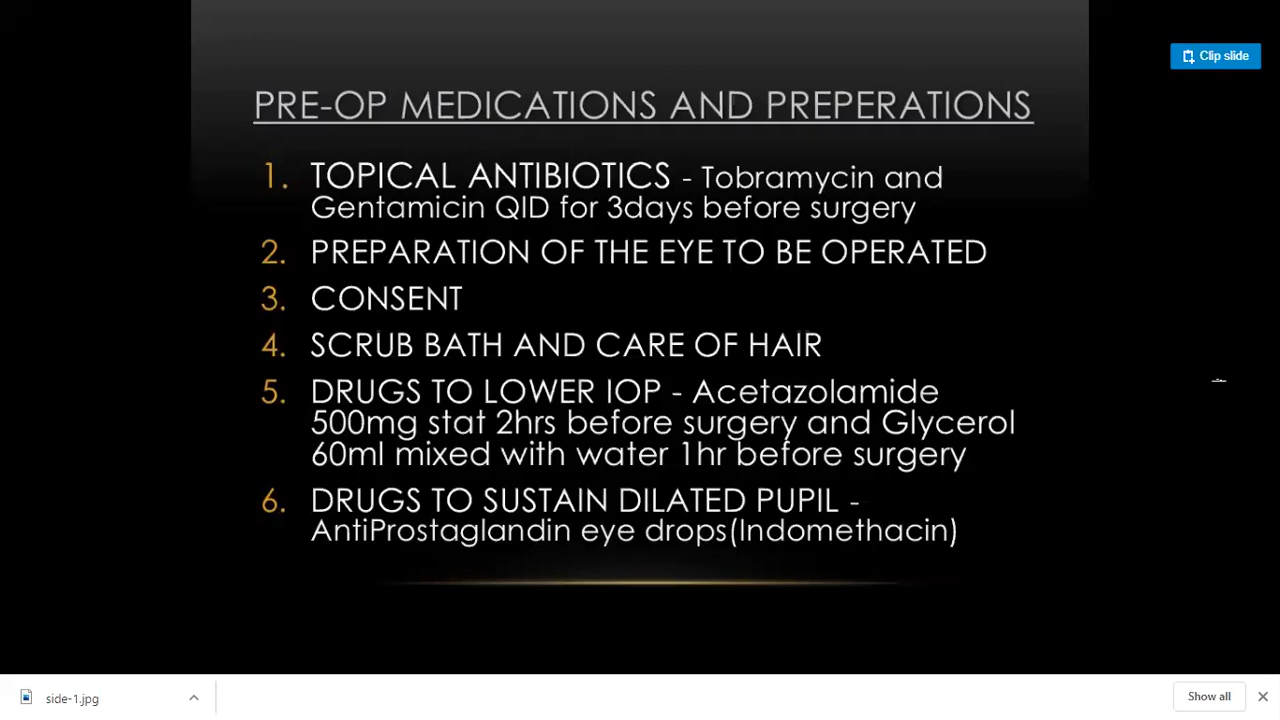 Clip slide
PRE-OP MEDICATIONS AND PREPERATIONS
1. TOPICAL ANTIBIOTICS - Tobramycin and
Gentamicin QID for 3days before surgery
2. PREPARATION OF THE EYE TO BE OPERATED
3. CONSENT
4. SCRUB BATH AND CARE OF HAIR
5. DRUGS TO LOWER IOP - Acetazolamide
500mg stat 2hrs before surgery and Glycerol
60ml mixed with water 1hr before surgery
6. DRUGS TO SUSTAIN DILATED PUPIL -
AntiProstaglandin eye drops(Indomethacin)
side-1.jpg
Show all